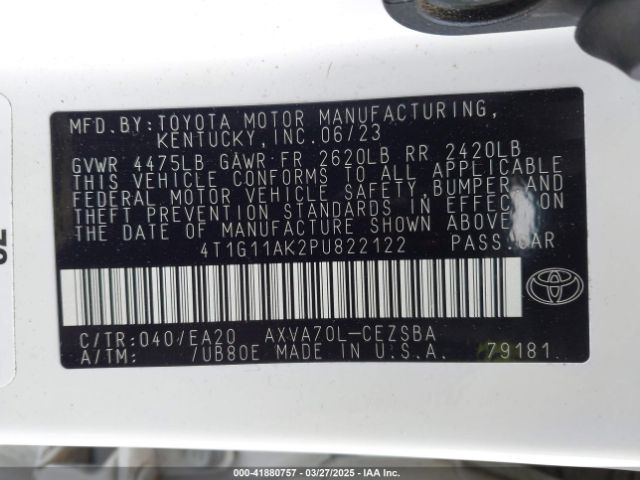 MFD.BY:TOYOTA MOTOR MANUFACTURING,
KENTUCKY,INC.06/23
GVWR 4475LB GAWR FR 2620LB RR 2420LB
THIS VEHICLE CONFORMS TO ALL APPLICABLE
FEDERAL MOTOR VEHICLE SAFETY, BUMPER AND
THEFT PREVENTION STANDARDS IN EFFECT ON
THE DATE OF MANUFACTURE SHOWN ABOVE.
4T1G11AK2PU822122 PASS.CAR
C/TR:040/EA20 AXVA70L-CEZSBA
A/TM: /UB80E MADE IN U.S.A. 79181
000-41880757 - 03/27/2025 - IAAI.com